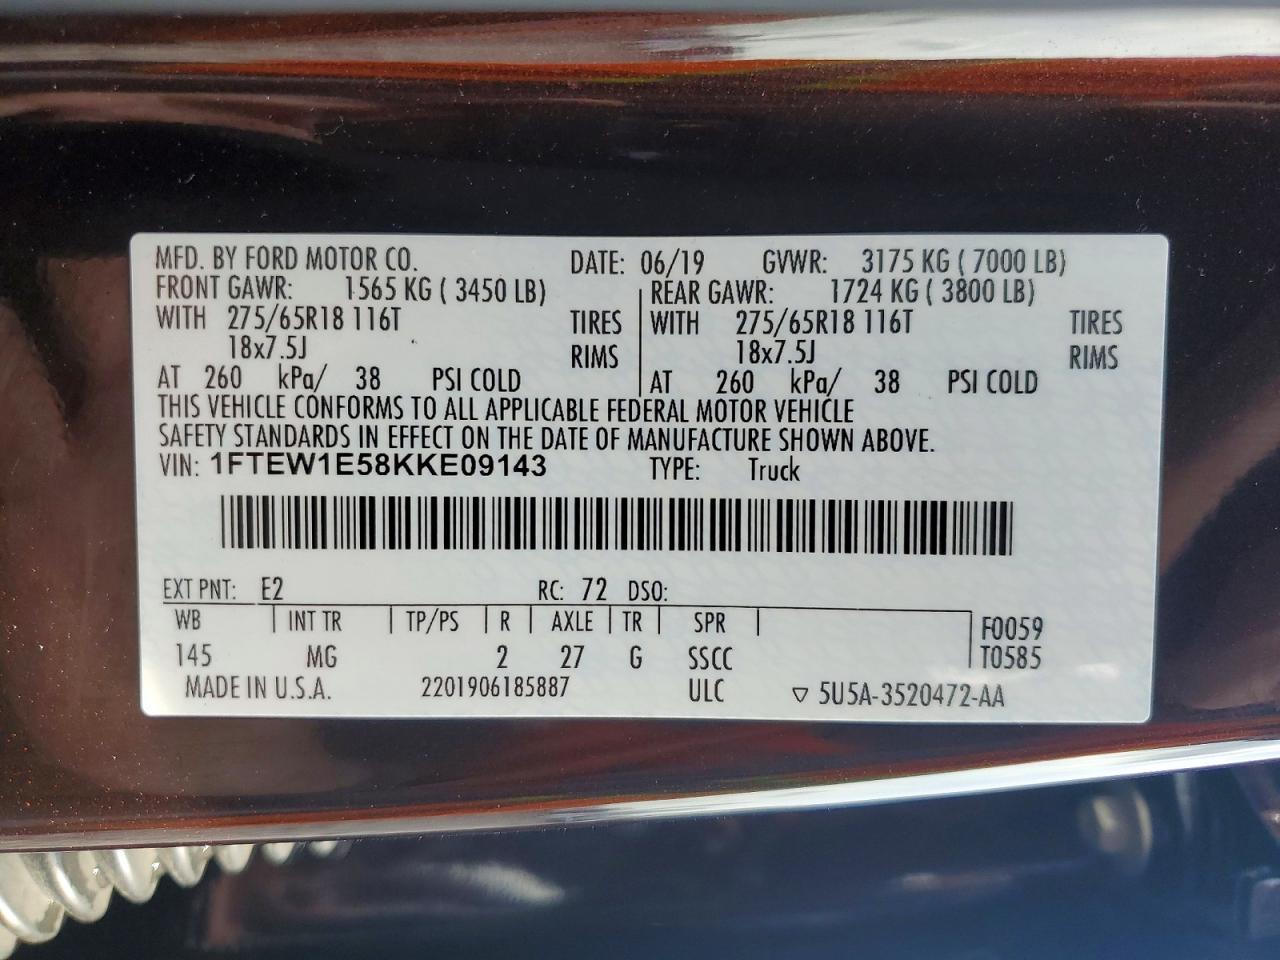 MFD. BY FORD MOTOR CO. DATE: 06/19 GVWR: 3175 KG ( 7000 LB)
FRONT GAWR: 1565 KG ( 3450 LB) REAR GAWR: 1724 KG ( 3800 LB)
WITH 275/65R18 116T TIRES WITH 275/65R18 116T TIRES
18x7.5J RIMS 18x7.5J RIMS
AT 260 kPa/ 38 PSI COLD AT 260 kPa/ 38 PSI COLD
THIS VEHICLE CONFORMS TO ALL APPLICABLE FEDERAL MOTOR VEHICLE
SAFETY STANDARDS IN EFFECT ON THE DATE OF MANUFACTURE SHOWN ABOVE.
VIN: 1FTEW1E58KKE09143 TYPE: Truck
EXT PNT: E2 RC: 72 DSO:
WB INT TR TP/PS R AXLE TR SPR F0059
145 MG 2 27 G SSCC T0585
MADE IN U.S.A. 2201906185887 ULC ▽ 5U5A-3520472-AA